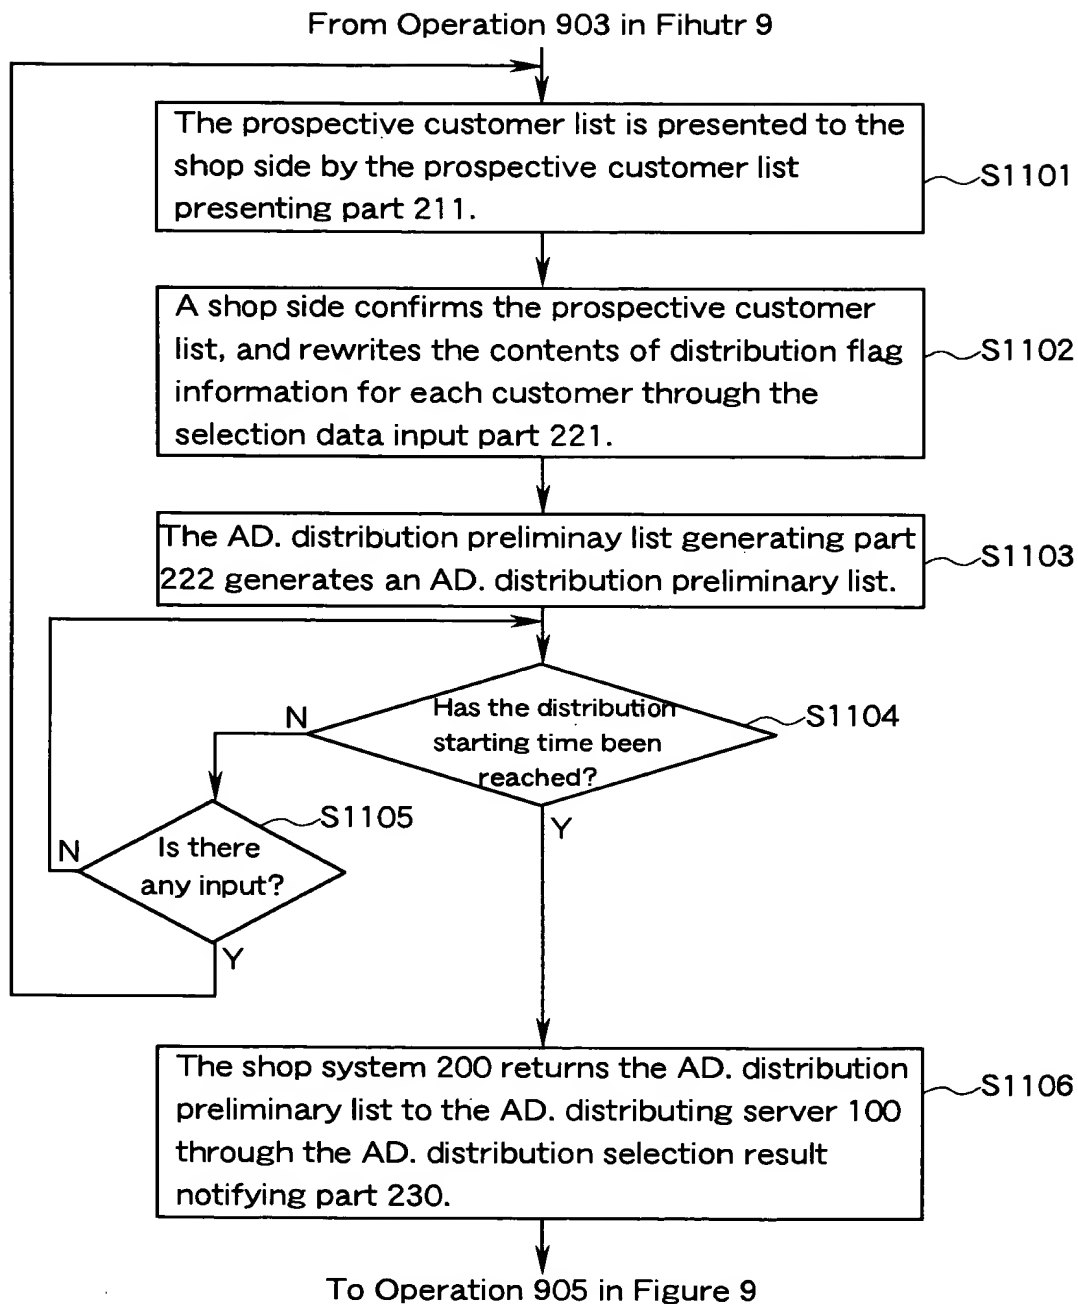 From Operation 903 in Fihutr 9
The prospective customer list is presented to the
shop side by the prospective customer list
presenting part 211.
S1101
A shop side confirms the prospective customer
list, and rewrites the contents of distribution flag
information for each customer through the
selection data input part 221.
S1102
The AD. distribution preliminay list generating part
222 generates an AD. distribution preliminary list.
S1103
Has the distribution
starting time been
reached?
S1104
N
Y
Is there
any input?
S1105
N
Y
The shop system 200 returns the AD. distribution
preliminary list to the AD. distributing server 100
through the AD. distribution selection result
notifying part 230.
S1106
To Operation 905 in Figure 9